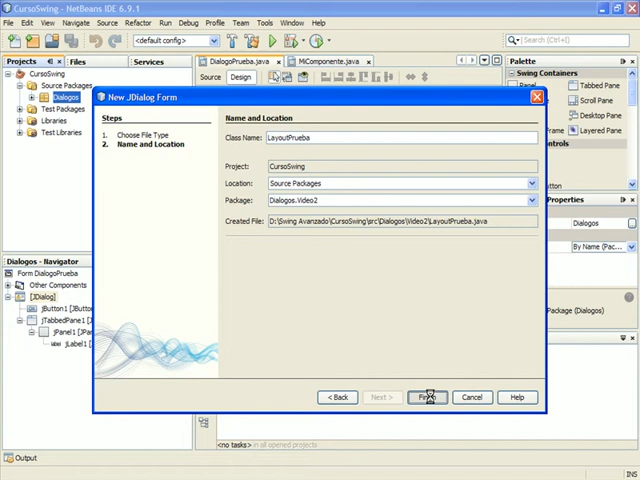 CursoSwing - NetBeans IDE 6.9.1
File Edit View Navigate Source Refactor Run Debug Profile Team Tools Window Help
<default config>
Search (Ctrl+I)
Projects
Files
DialogoPrueba.java
MiComponente.java
Palette
CursoSwing
Source Packages
Dialogos
Test Packages
Libraries
Test Libraries
Source
Design
Swing Containers
Tabbed Pane
Scroll Pane
Desktop Pane
Layered Pane
New JDialog Form
Steps
1. Choose File Type
2. Name and Location
Name and Location
Class Name: LayoutPrueba
Project: CursoSwing
Location: Source Packages
Package: Dialogos.Video2
Created File: D:\Swing Avanzado\CursoSwing\src\Dialogos\Video2\LayoutPrueba.java
Properties
Dialogos
By Name (Pac...
Package (Dialogos)
Dialogos - Navigator
Form DialogoPrueba
Other Components
[JDialog]
jButton1 [JButto
jTabbedPane1
jPanel1 [JPa
jLabel1
< Back
Next >
Cancel
Help
<no tasks> in all opened projects
Output
INS